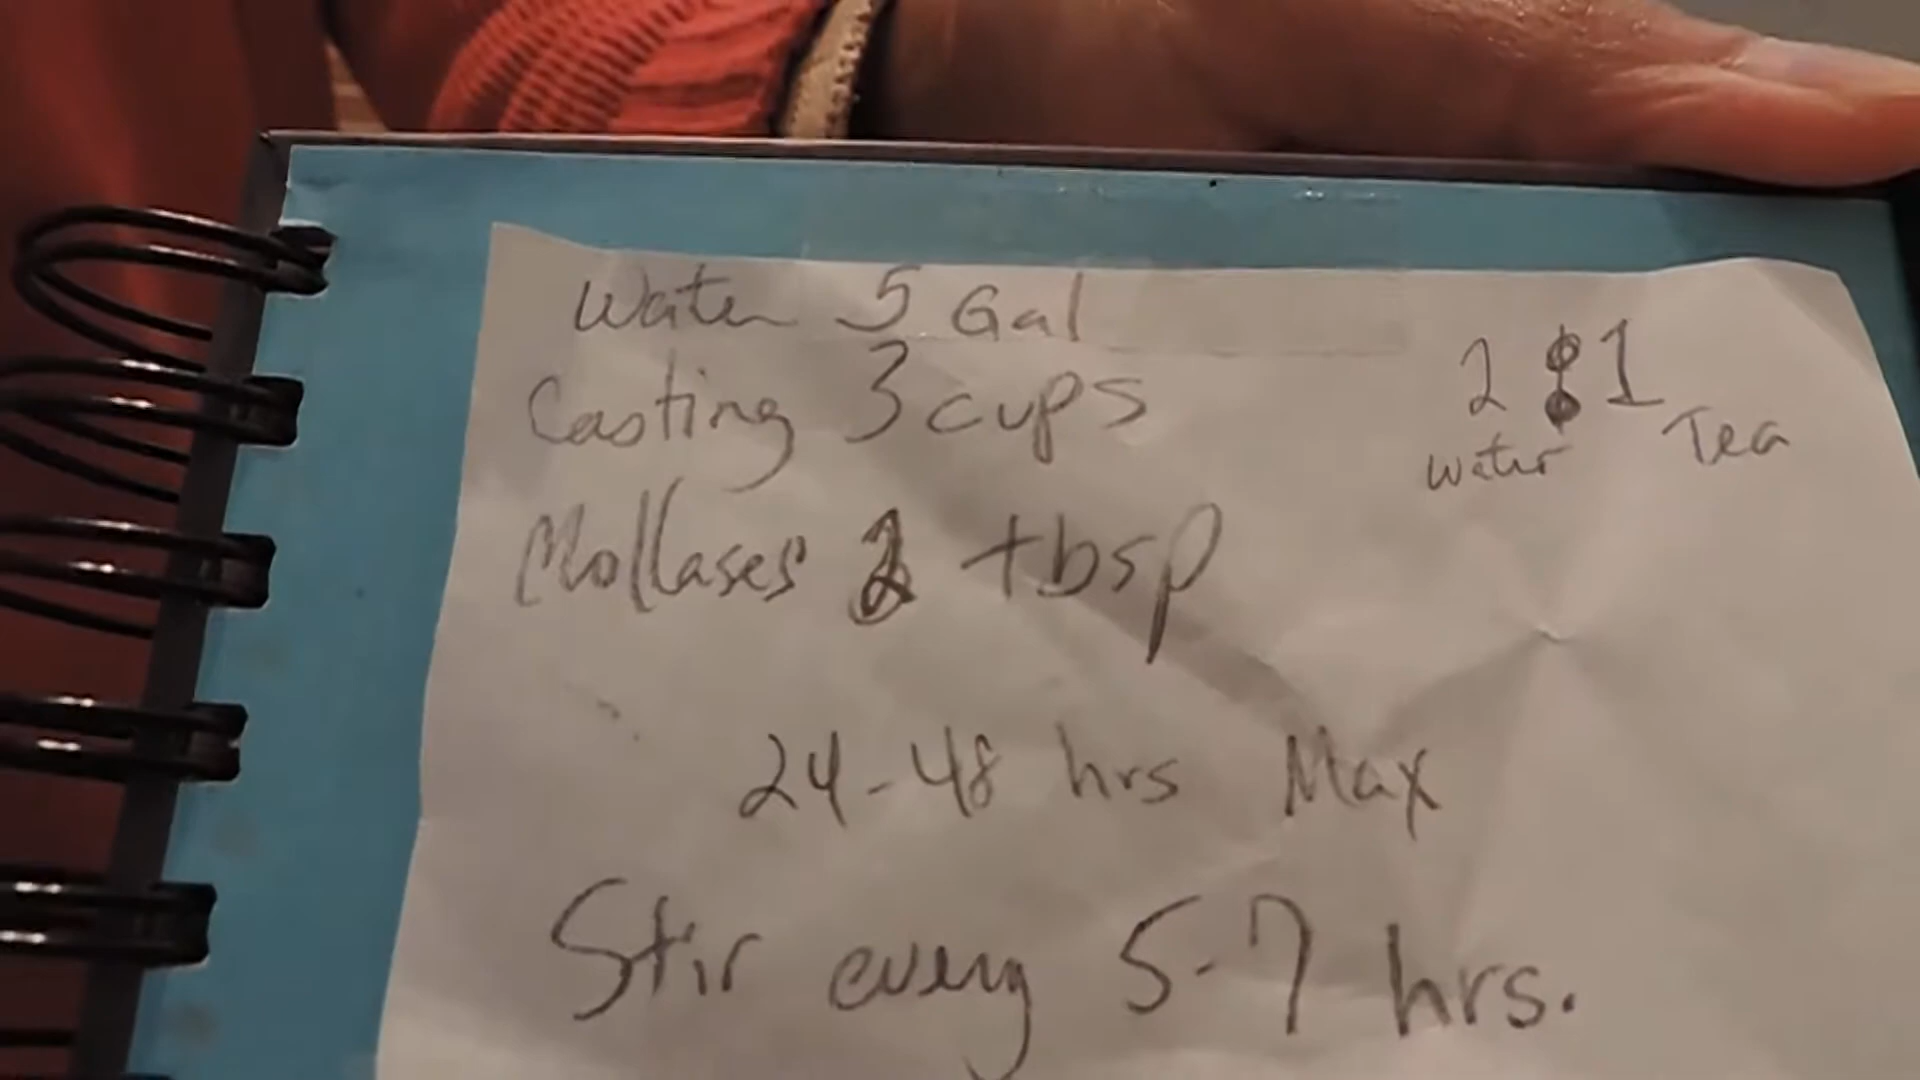 Water 5 Gal
Casting 3 cups
2 : 1
water Tea
Mollases 2 tbsp
24-48 hrs Max
Stir every 5-7 hrs.